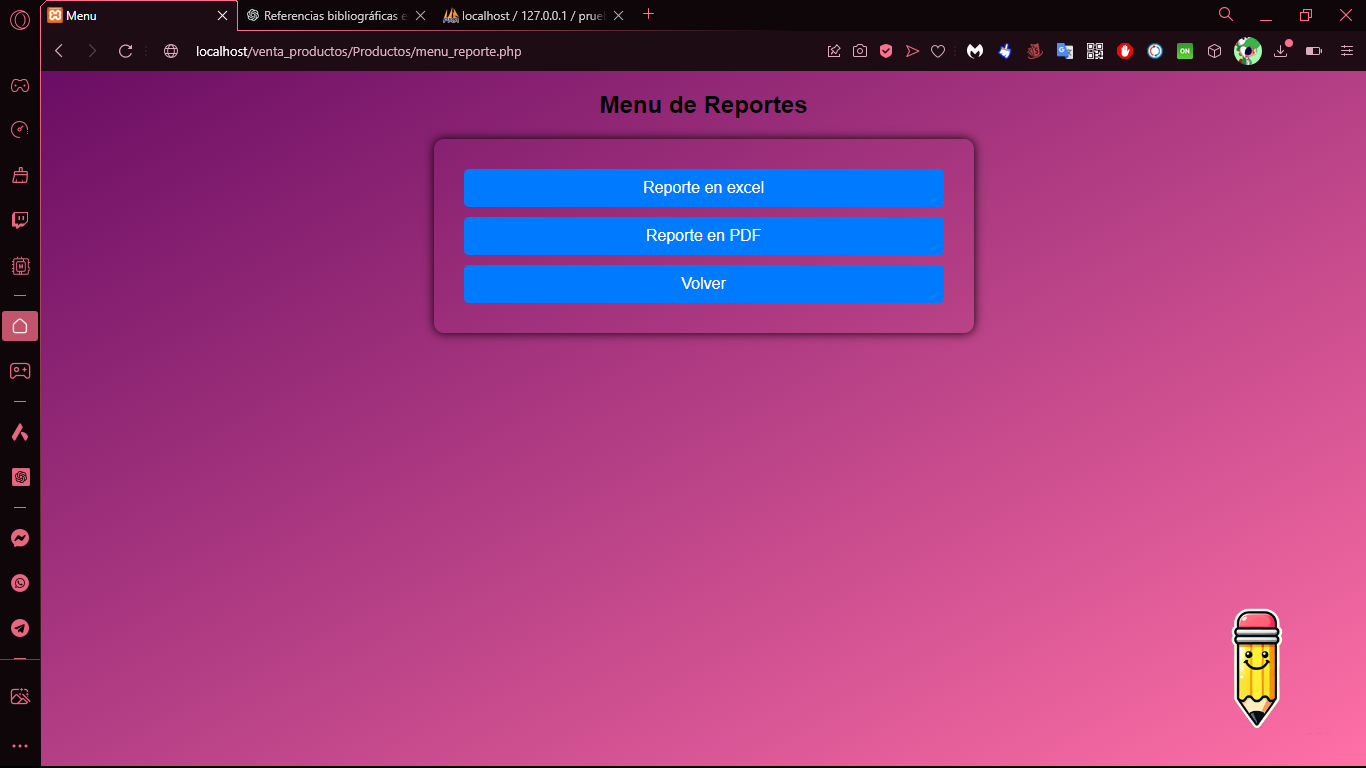 Menu
Referencias bibliográficas e
localhost / 127.0.0.1 / prue
localhost/venta_productos/Productos/menu_reporte.php
ON
Menu de Reportes
Reporte en excel
Reporte en PDF
Volver